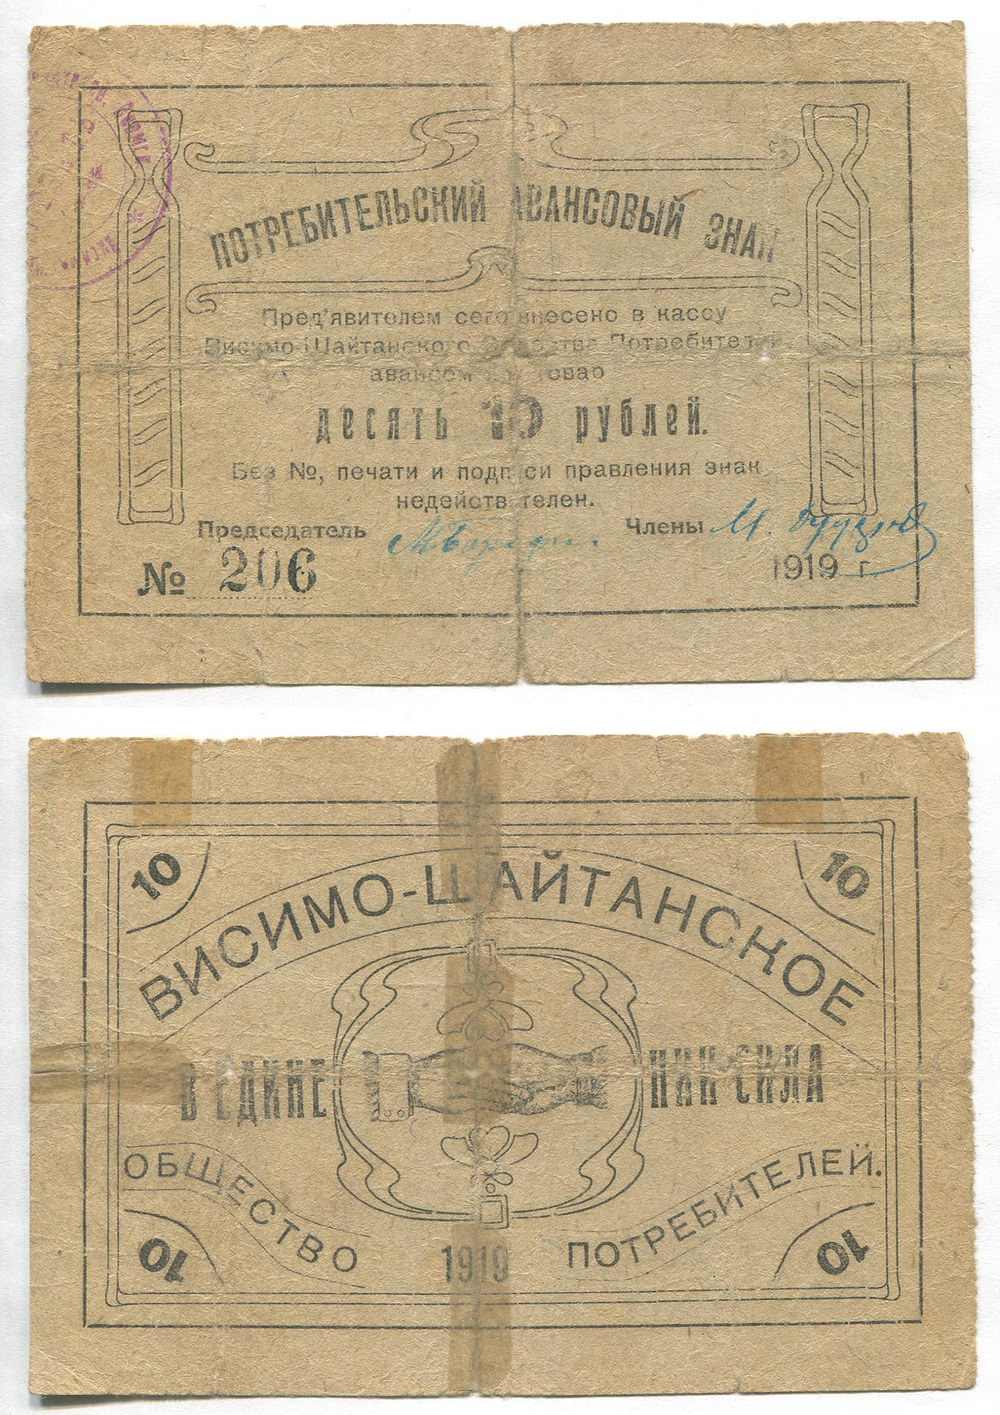 ПОТРЕБИТЕЛЬСКИЙ АВАНСОВЫЙ ЗНАК
Пред'явителем сего внесено в кассу
Висимо-Шайтанского Общества Потребителей
авансом под товар
десять 10 рублей.
Без №, печати и подписи правления знак
недействителен.
Председатель Члены
№ 206 1919 г.
10 10
ВИСИМО-ШАЙТАНСКОЕ
В ЕДИНЕНИИ СИЛА
ОБЩЕСТВО ПОТРЕБИТЕЛЕЙ.
10 1919 10